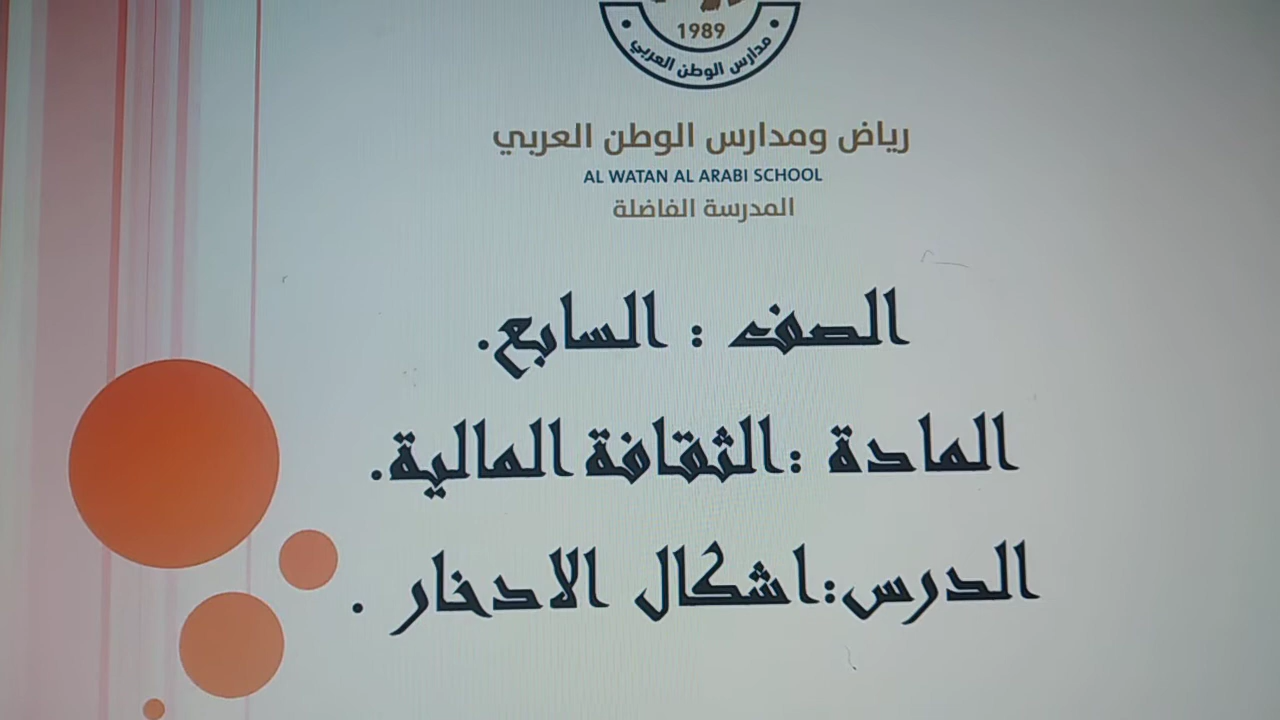 1989
مدارس الوطن العربي
رياض ومدارس الوطن العربي
AL WATAN AL ARABI SCHOOL
المدرسة الفاضلة
الصف : السابع.
المادة :الثقافة المالية.
الدرس:اشكال الادخار .